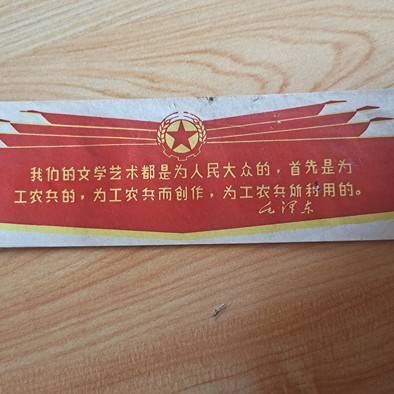 我们的文学艺术都是为人民大众的，首先是为
工农兵的，为工农兵而创作，为工农兵所利用的。
毛泽东